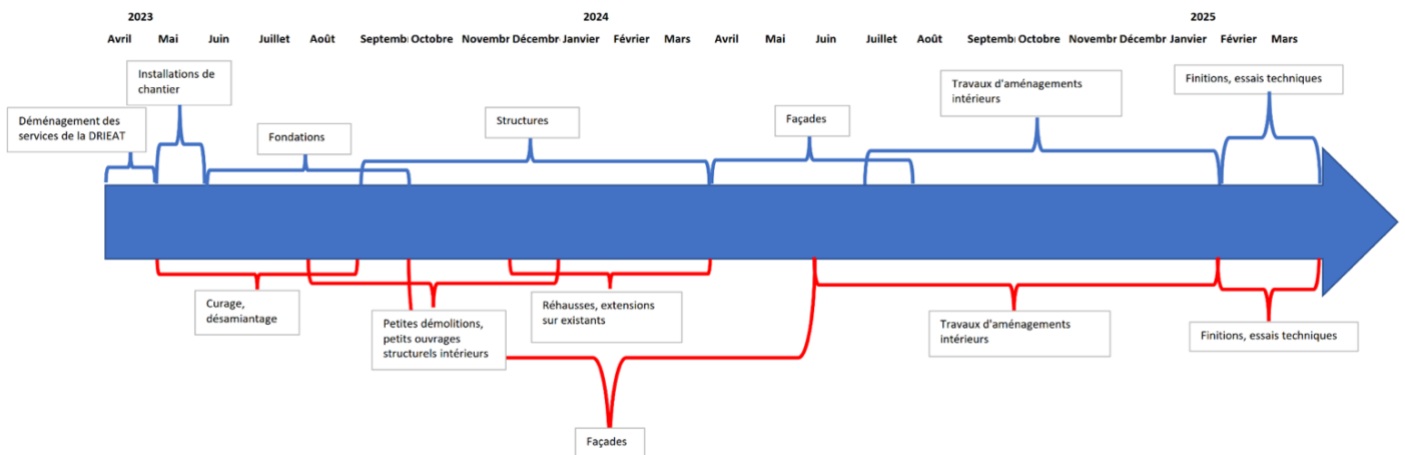 2023 2024 2025
Avril Mai Juin Juillet Août Septemb Octobre Novembr Décembr Janvier Février Mars Avril Mai Juin Juillet Août Septemb Octobre Novembr Décembr Janvier Février Mars
Installations de
chantier
Travaux d'aménagements
intérieurs
Finitions, essais techniques
Déménagement des
services de la DRIEAT
Fondations
Structures
Façades
Curage,
désamiantage
Petites démolitions,
petits ouvrages
structurels intérieurs
Réhausses, extensions
sur existants
Travaux d'aménagements
intérieurs
Finitions, essais techniques
Façades